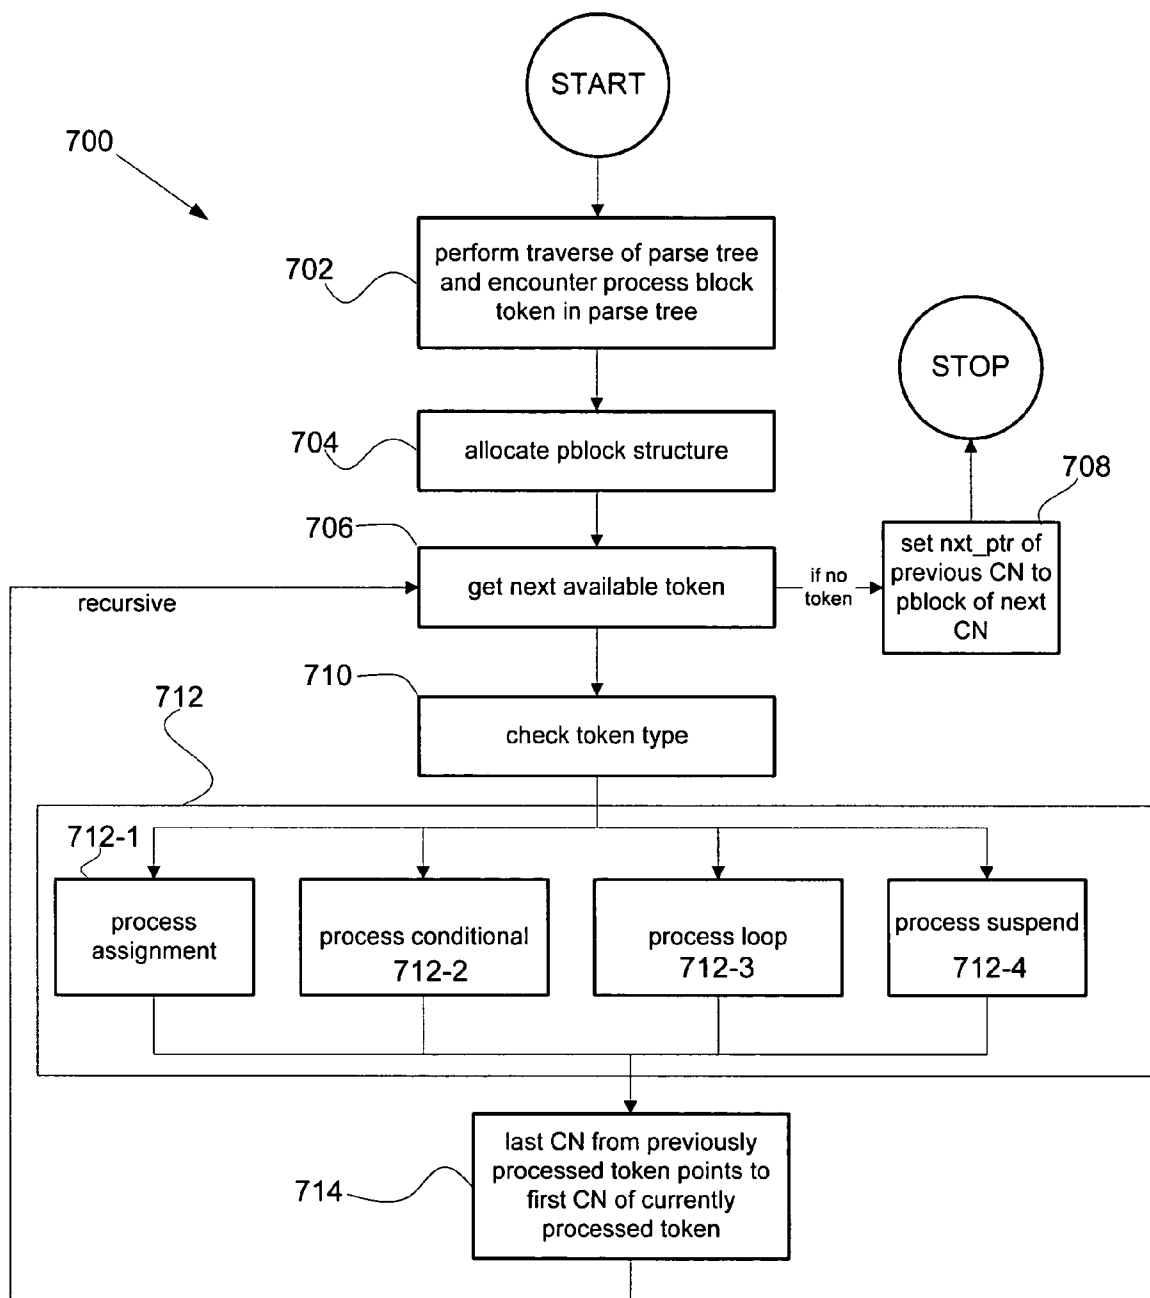 START
700
702
perform traverse of parse tree
and encounter process block
token in parse tree
STOP
704
allocate pblock structure
708
706
get next available token
if no
token
set nxt_ptr of
previous CN to
pblock of next
CN
recursive
710
check token type
712
712-1
process
assignment
process conditional
712-2
process loop
712-3
process suspend
712-4
714
last CN from previously
processed token points to
first CN of currently
processed token